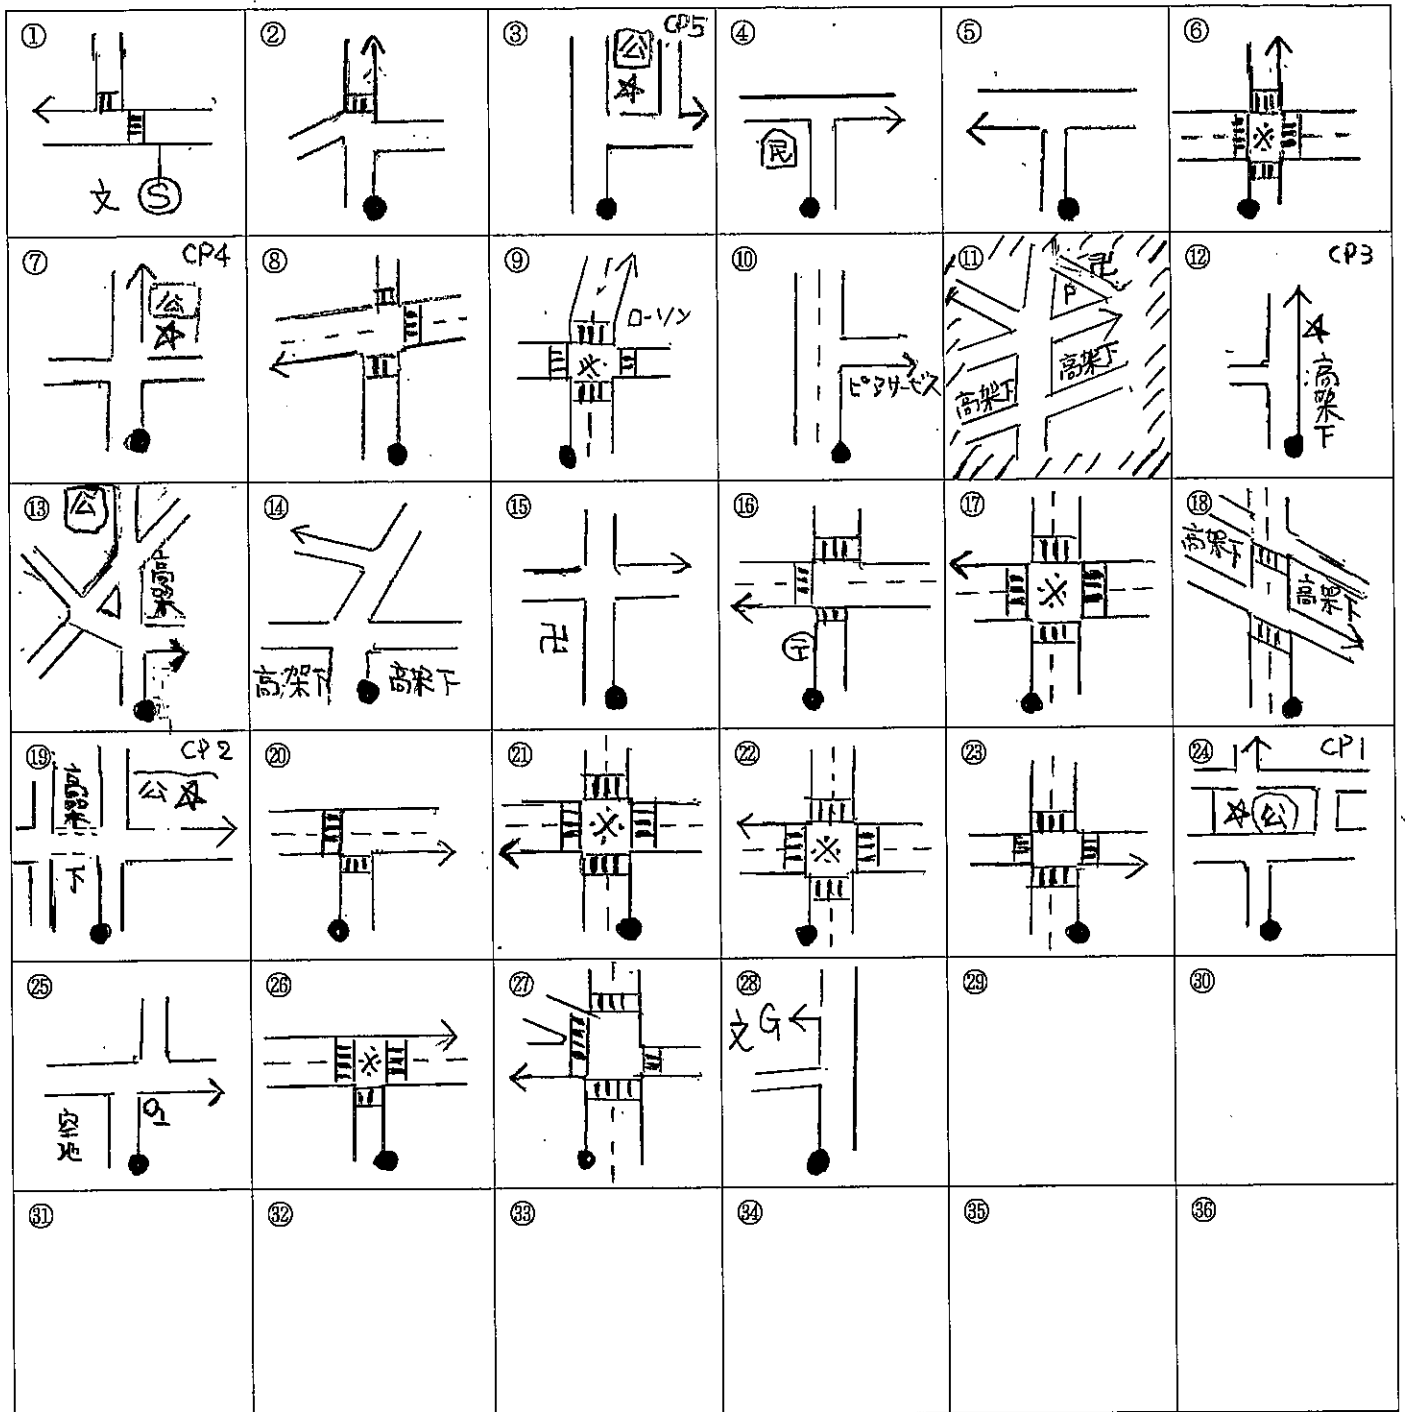 ①
文 Ⓢ
②
③ CP5
公
④
民
⑤
⑥
⑦ CP4
公
⑧
⑨
ローソン
⑩
ピアサービス
⑪
卍
P
高架下
高架下
⑫ CP3
高架下
⑬
公
高架
⑭
高架下 高架下
⑮
卍
⑯
⑰
⑱
高架下
高架下
⑲ CP2
高架下
公
⑳
㉑
㉒
㉓
㉔ CP1
公
㉕
空地
㉖
㉗
㉘
文 G
㉙
㉚
㉛
㉜
㉝
㉞
㉟
㊱